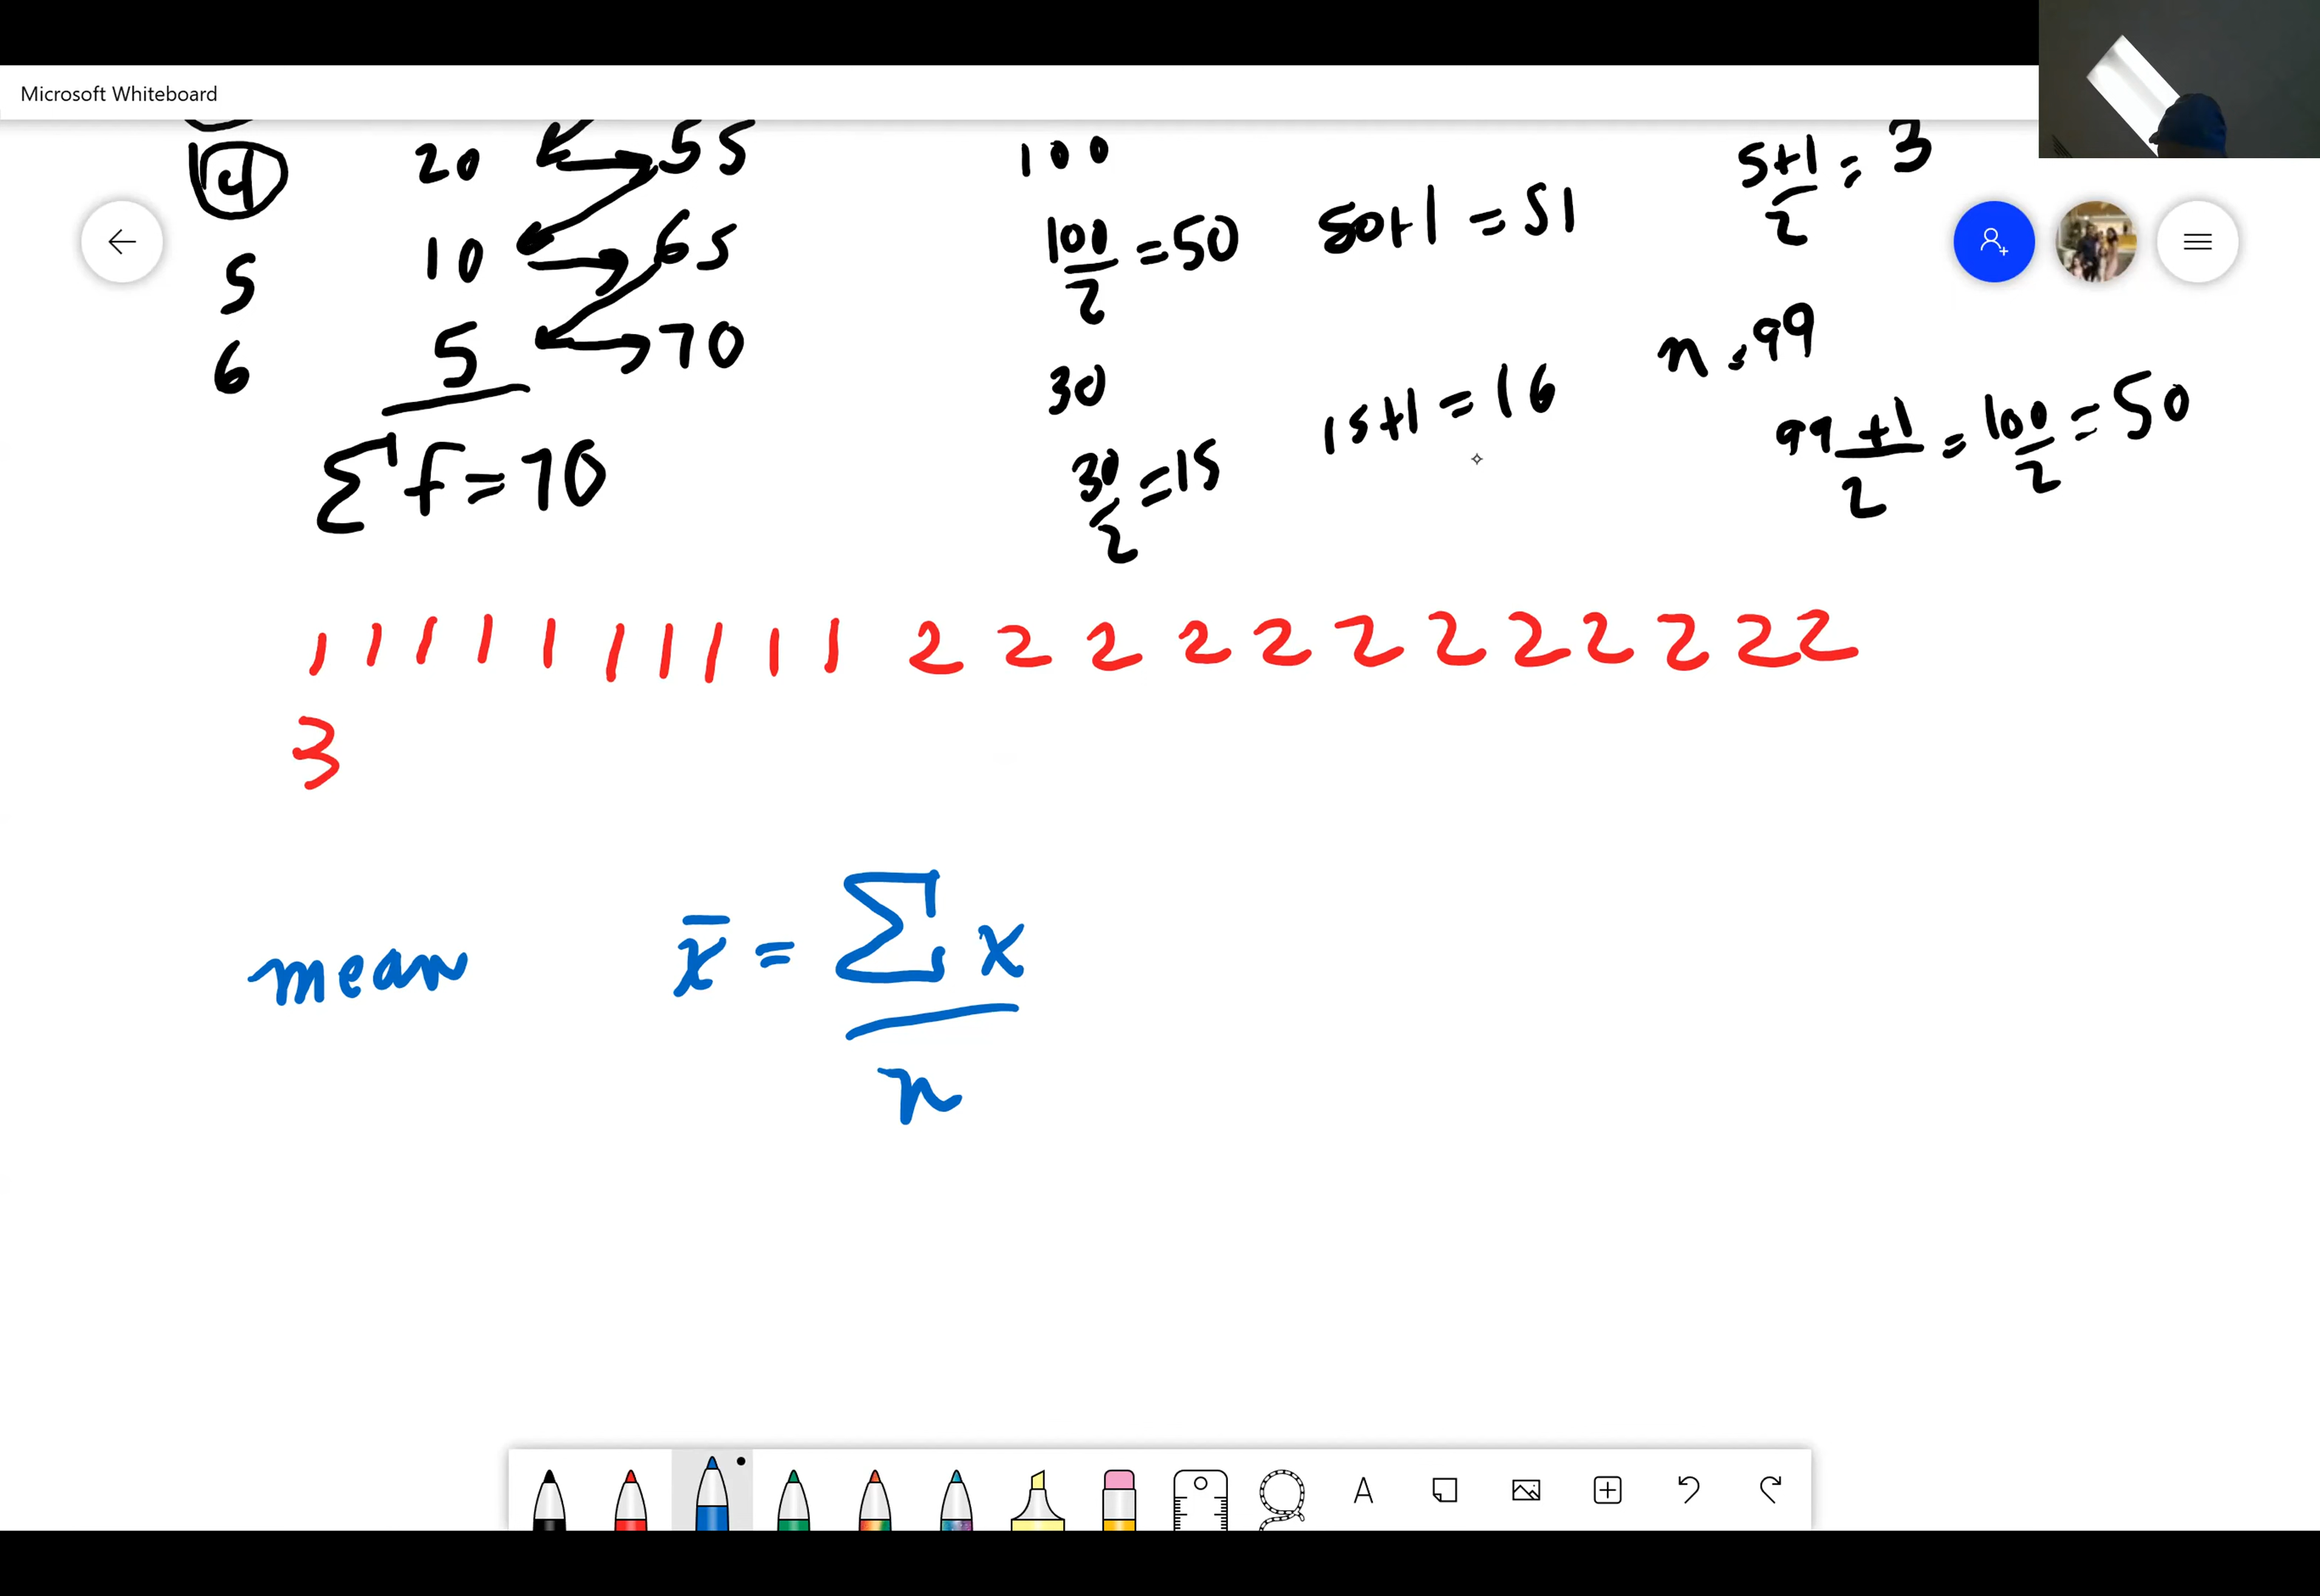 Microsoft Whiteboard
4 20 55 100 5+1/2 = 3
5 10 65 100/2 = 50 50+1 = 51
6 5 70 30 15+1 = 16 n = 99
Σf = 70 30/2 = 15 99+1/2 = 100/2 = 50
1 1 1 1 1 1 1 1 1 1 2 2 2 2 2 2 2 2 2 2 2 2
3
mean x̄ = Σx/n